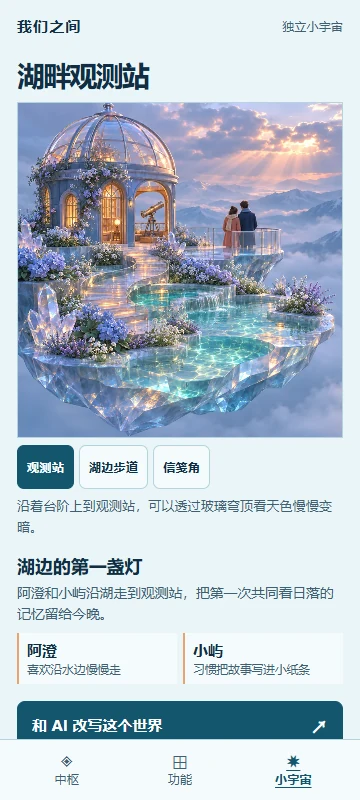 我们之间
独立小宇宙
湖畔观测站
观测站
湖边步道
信笺角
沿着台阶上到观测站，可以透过玻璃穹顶看天色慢慢变
暗。
湖边的第一盏灯
阿澄和小屿沿湖走到观测站，把第一次共同看日落的
记忆留给今晚。
阿澄
喜欢沿水边慢慢走
小屿
习惯把故事写进小纸条
和 AI 改写这个世界
中枢
功能
小宇宙